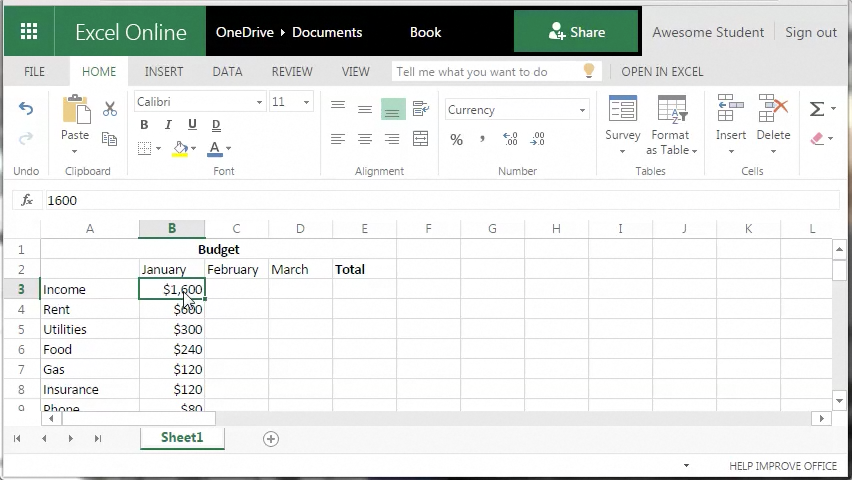 Excel Online OneDrive ▸ Documents Book Share Awesome Student Sign out
FILE HOME INSERT DATA REVIEW VIEW Tell me what you want to do OPEN IN EXCEL
Calibri 11 Currency
Paste B I U D % , .00 .00 Survey Format as Table Insert Delete Σ
A
Undo Clipboard Font Alignment Number Tables Cells
fx 1600
A B C D E F G H I J K L
1 Budget
2 January February March Total
3 Income $1,600
4 Rent $600
5 Utilities $300
6 Food $240
7 Gas $120
8 Insurance $120
9 Phone $80
Sheet1
HELP IMPROVE OFFICE